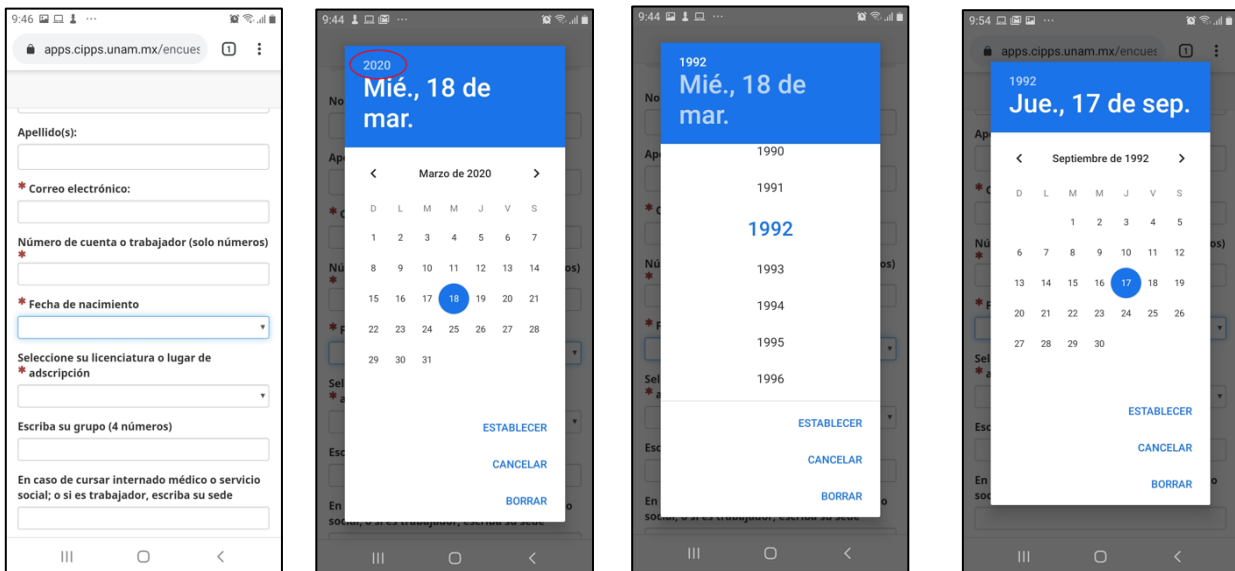 9:46
apps.cipps.unam.mx/encues
1
Apellido(s):
* Correo electrónico:
Número de cuenta o trabajador (solo números)
*
* Fecha de nacimiento
Seleccione su licenciatura o lugar de
* adscripción
Escriba su grupo (4 números)
En caso de cursar internado médico o servicio
social; o si es trabajador, escriba su sede
9:44
2020
Mié., 18 de
mar.
Marzo de 2020
D L M M J V S
1 2 3 4 5 6 7
8 9 10 11 12 13 14
15 16 17 18 19 20 21
22 23 24 25 26 27 28
29 30 31
ESTABLECER
CANCELAR
BORRAR
9:44
1992
Mié., 18 de
mar.
1990
1991
1992
1993
1994
1995
1996
ESTABLECER
CANCELAR
BORRAR
9:54
apps.cipps.unam.mx/encues
1
1992
Jue., 17 de sep.
Septiembre de 1992
D L M M J V S
1 2 3 4 5
6 7 8 9 10 11 12
13 14 15 16 17 18 19
20 21 22 23 24 25 26
27 28 29 30
ESTABLECER
CANCELAR
BORRAR